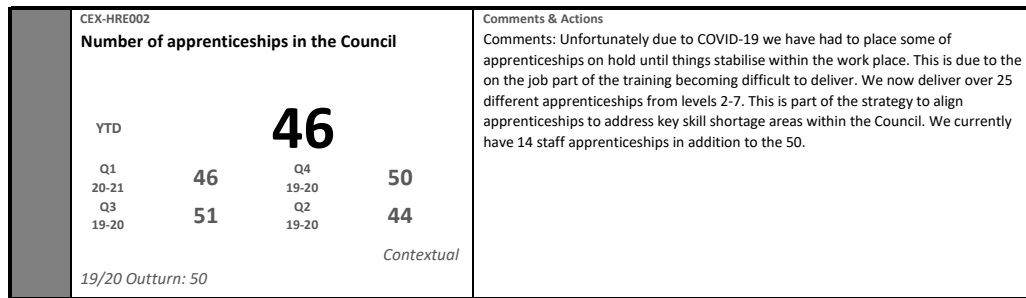 CEX-HRE002
Number of apprenticeships in the Council
YTD
46
Q1
20-21
46
Q4
19-20
50
Q3
19-20
51
Q2
19-20
44
Contextual
19/20 Outturn: 50
Comments & Actions
Comments: Unfortunately due to COVID-19 we have had to place some of
apprenticeships on hold until things stabilise within the work place. This is due to the
on the job part of the training becoming difficult to deliver. We now deliver over 25
different apprenticeships from levels 2-7. This is part of the strategy to align
apprenticeships to address key skill shortage areas within the Council. We currently
have 14 staff apprenticeships in addition to the 50.